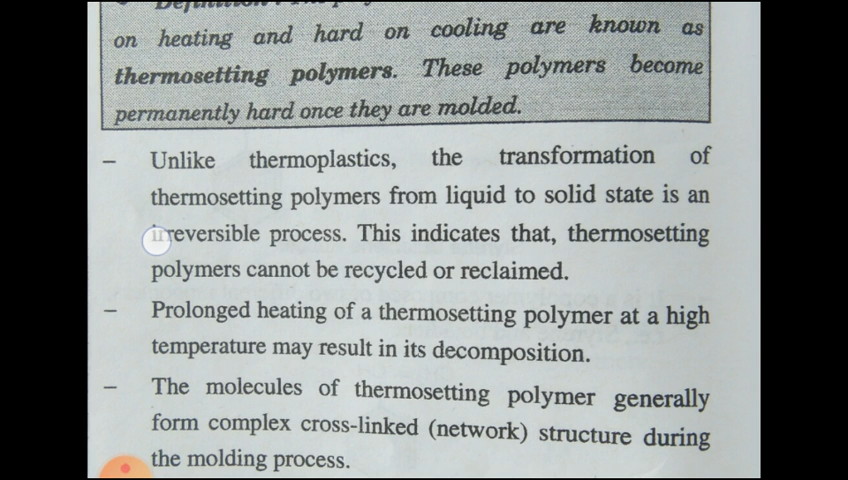 Definition : The
on heating and hard on cooling are known as
thermosetting polymers. These polymers become
permanently hard once they are molded.
– Unlike thermoplastics, the transformation of
thermosetting polymers from liquid to solid state is an
irreversible process. This indicates that, thermosetting
polymers cannot be recycled or reclaimed.
– Prolonged heating of a thermosetting polymer at a high
temperature may result in its decomposition.
– The molecules of thermosetting polymer generally
form complex cross-linked (network) structure during
the molding process.